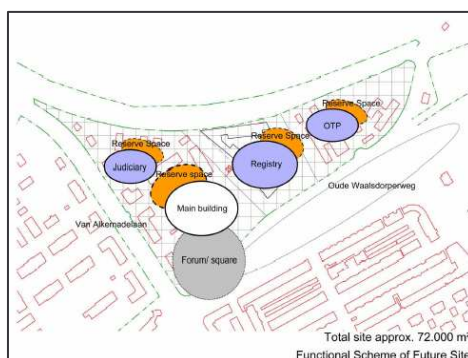 Reserve Space
OTP
Reserve Space
Reserve Space
Registry
Judiciary
Reserve space
Oude Waalsdorperweg
Main building
Van Alkemadelaan
Forum/ square
Total site approx. 72.000 m²
Functional Scheme of Future Site